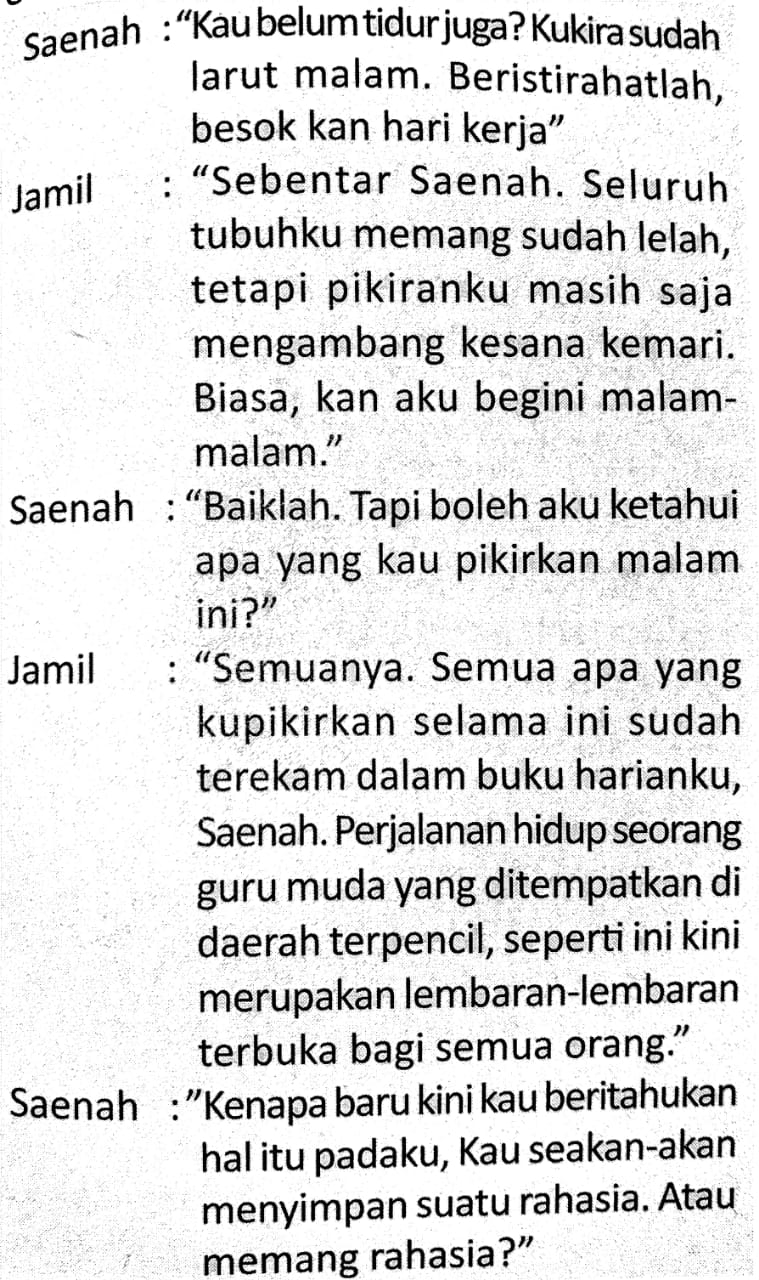 Saenah : “Kau belum tidur juga? Kukira sudah
larut malam. Beristirahatlah,
besok kan hari kerja”
Jamil : “Sebentar Saenah. Seluruh
tubuhku memang sudah lelah,
tetapi pikiranku masih saja
mengambang kesana kemari.
Biasa, kan aku begini malam-
malam.”
Saenah : “Baiklah. Tapi boleh aku ketahui
apa yang kau pikirkan malam
ini?”
Jamil : “Semuanya. Semua apa yang
kupikirkan selama ini sudah
terekam dalam buku harianku,
Saenah. Perjalanan hidup seorang
guru muda yang ditempatkan di
daerah terpencil, seperti ini kini
merupakan lembaran-lembaran
terbuka bagi semua orang.”
Saenah : ”Kenapa baru kini kau beritahukan
hal itu padaku, Kau seakan-akan
menyimpan suatu rahasia. Atau
memang rahasia?”